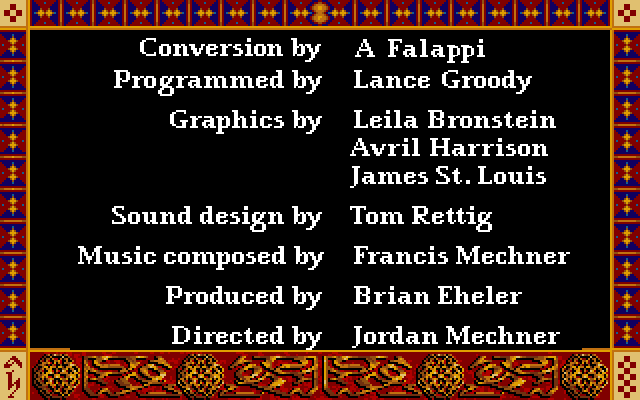 Conversion by A Falappi
Programmed by Lance Groody
Graphics by Leila Bronstein
Avril Harrison
James St. Louis
Sound design by Tom Rettig
Music composed by Francis Mechner
Produced by Brian Eheler
Directed by Jordan Mechner